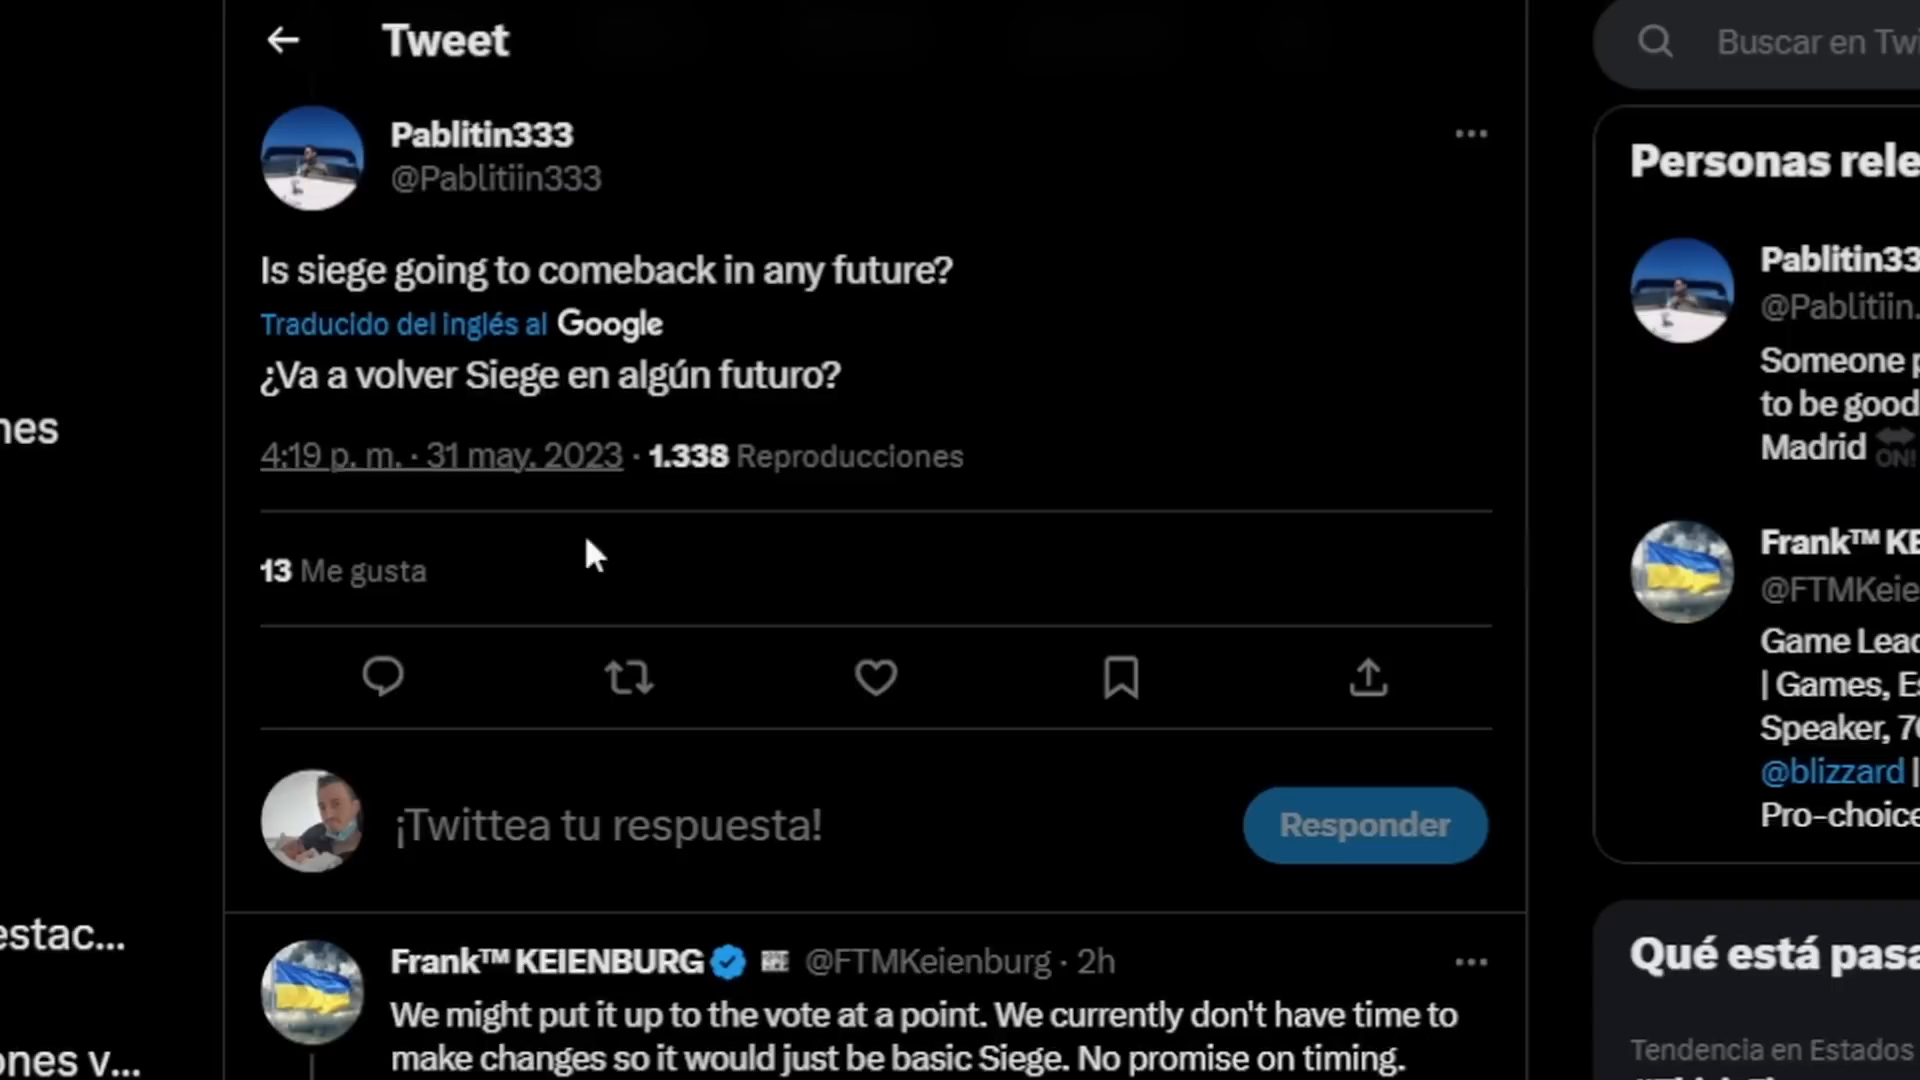 Tweet
Buscar en Twi
Pablitin333
@Pablitiin333
Is siege going to comeback in any future?
Traducido del inglés al Google
¿Va a volver Siege en algún futuro?
4:19 p. m. · 31 may. 2023 · 1.338 Reproducciones
13 Me gusta
¡Twittea tu respuesta!
Responder
Frank™ KEIENBURG @FTMKeienburg · 2h
We might put it up to the vote at a point. We currently don't have time to
make changes so it would just be basic Siege. No promise on timing.
nes
estac...
ones v...
Personas rele
Pablitin33
@Pablitiin.
Someone p
to be good
Madrid ON!
Frank™ KE
@FTMKeie
Game Lead
| Games, Es
Speaker, 70
@blizzard |
Pro-choice
Qué está pasa
Tendencia en Estados